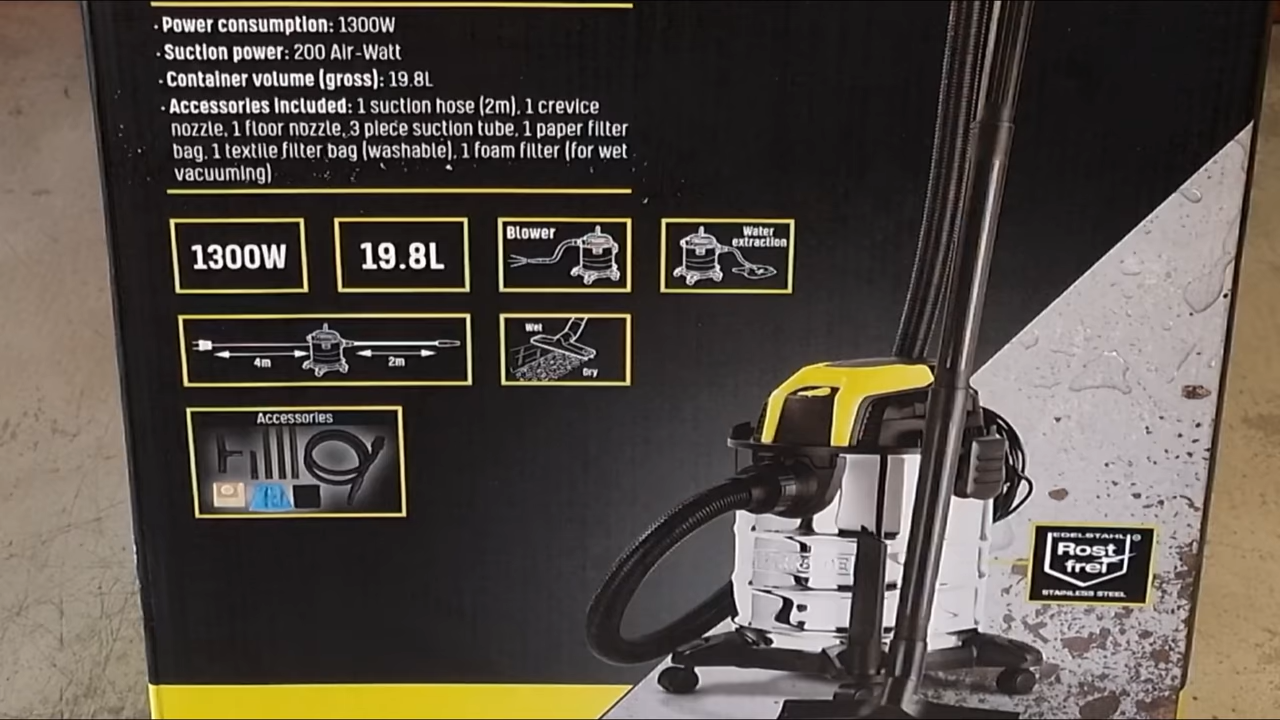 · Power consumption: 1300W
· Suction power: 200 Air-Watt
· Container volume (gross): 19.8L
· Accessories included: 1 suction hose (2m), 1 crevice
nozzle, 1 floor nozzle, 3 piece suction tube, 1 paper filter
bag, 1 textile filter bag (washable), 1 foam filter (for wet
vacuuming)
1300W
19.8L
Blower
Water
extraction
4m
2m
Wet
Dry
Accessories
EDELSTAHL
Rost
frei
STAINLESS STEEL